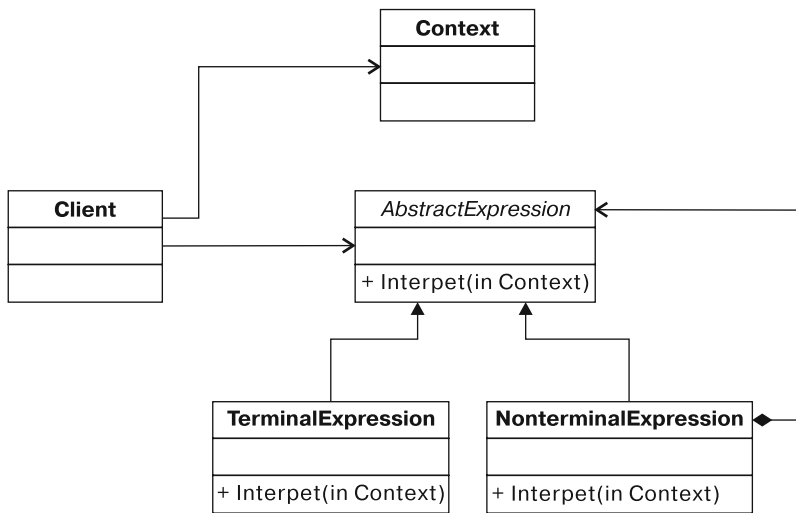 Context
Client
AbstractExpression
+ Interpet(in Context)
TerminalExpression
+ Interpet(in Context)
NonterminalExpression
+ Interpet(in Context)